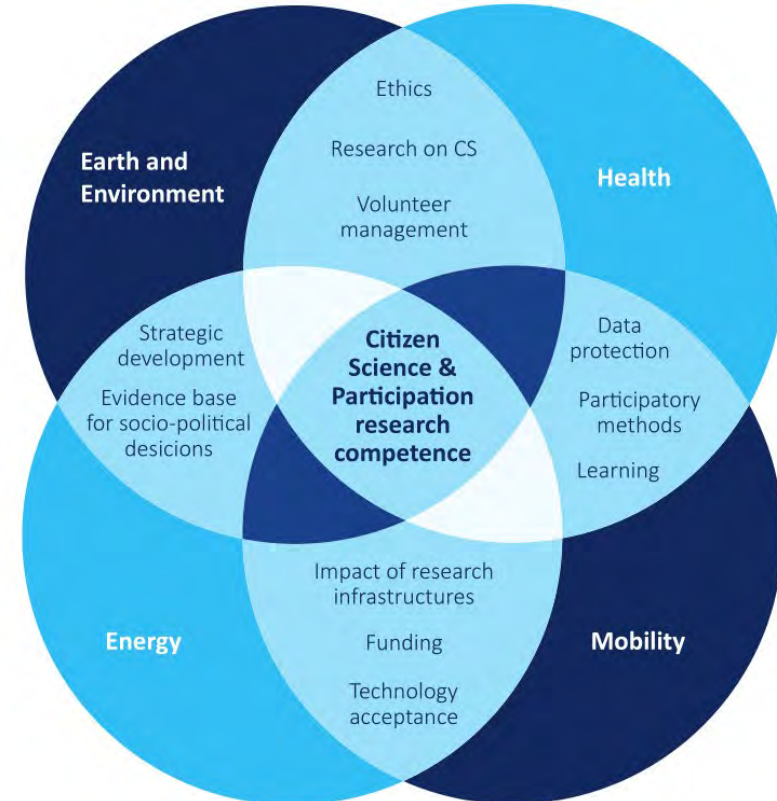 Ethics
Research on CS
Volunteer
management
Earth and
Environment
Health
Strategic
development
Evidence base
for socio-political
desicions
Citizen
Science &
Participation
research
competence
Data
protection
Participatory
methods
Learning
Impact of research
infrastructures
Funding
Technology
acceptance
Energy
Mobility